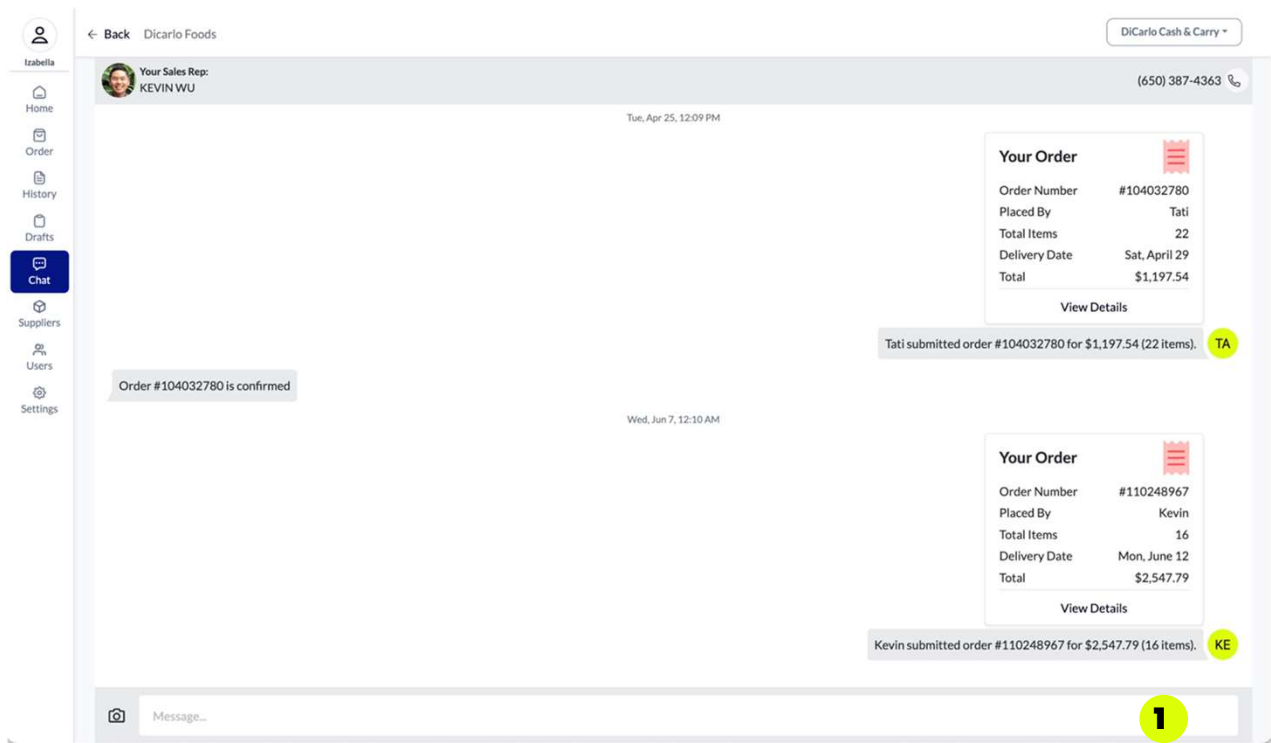 Izabella
Home
Order
History
Drafts
Chat
Suppliers
Users
Settings
← Back Dicarlo Foods
DiCarlo Cash & Carry
Your Sales Rep:
KEVIN WU
(650) 387-4363
Tue, Apr 25, 12:09 PM
Your Order
Order Number #104032780
Placed By Tati
Total Items 22
Delivery Date Sat, April 29
Total $1,197.54
View Details
Tati submitted order #104032780 for $1,197.54 (22 items). TA
Order #104032780 is confirmed
Wed, Jun 7, 12:10 AM
Your Order
Order Number #110248967
Placed By Kevin
Total Items 16
Delivery Date Mon, June 12
Total $2,547.79
View Details
Kevin submitted order #110248967 for $2,547.79 (16 items). KE
Message...
1